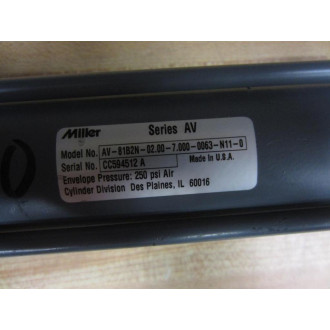 Miller Series AV
Model No. AV-81B2N-02.00-7.000-0063-N11-0
Serial No. CC594512 A Made In U.S.A.
Envelope Pressure: 250 psi Air
Cylinder Division Des Plaines, IL 60016